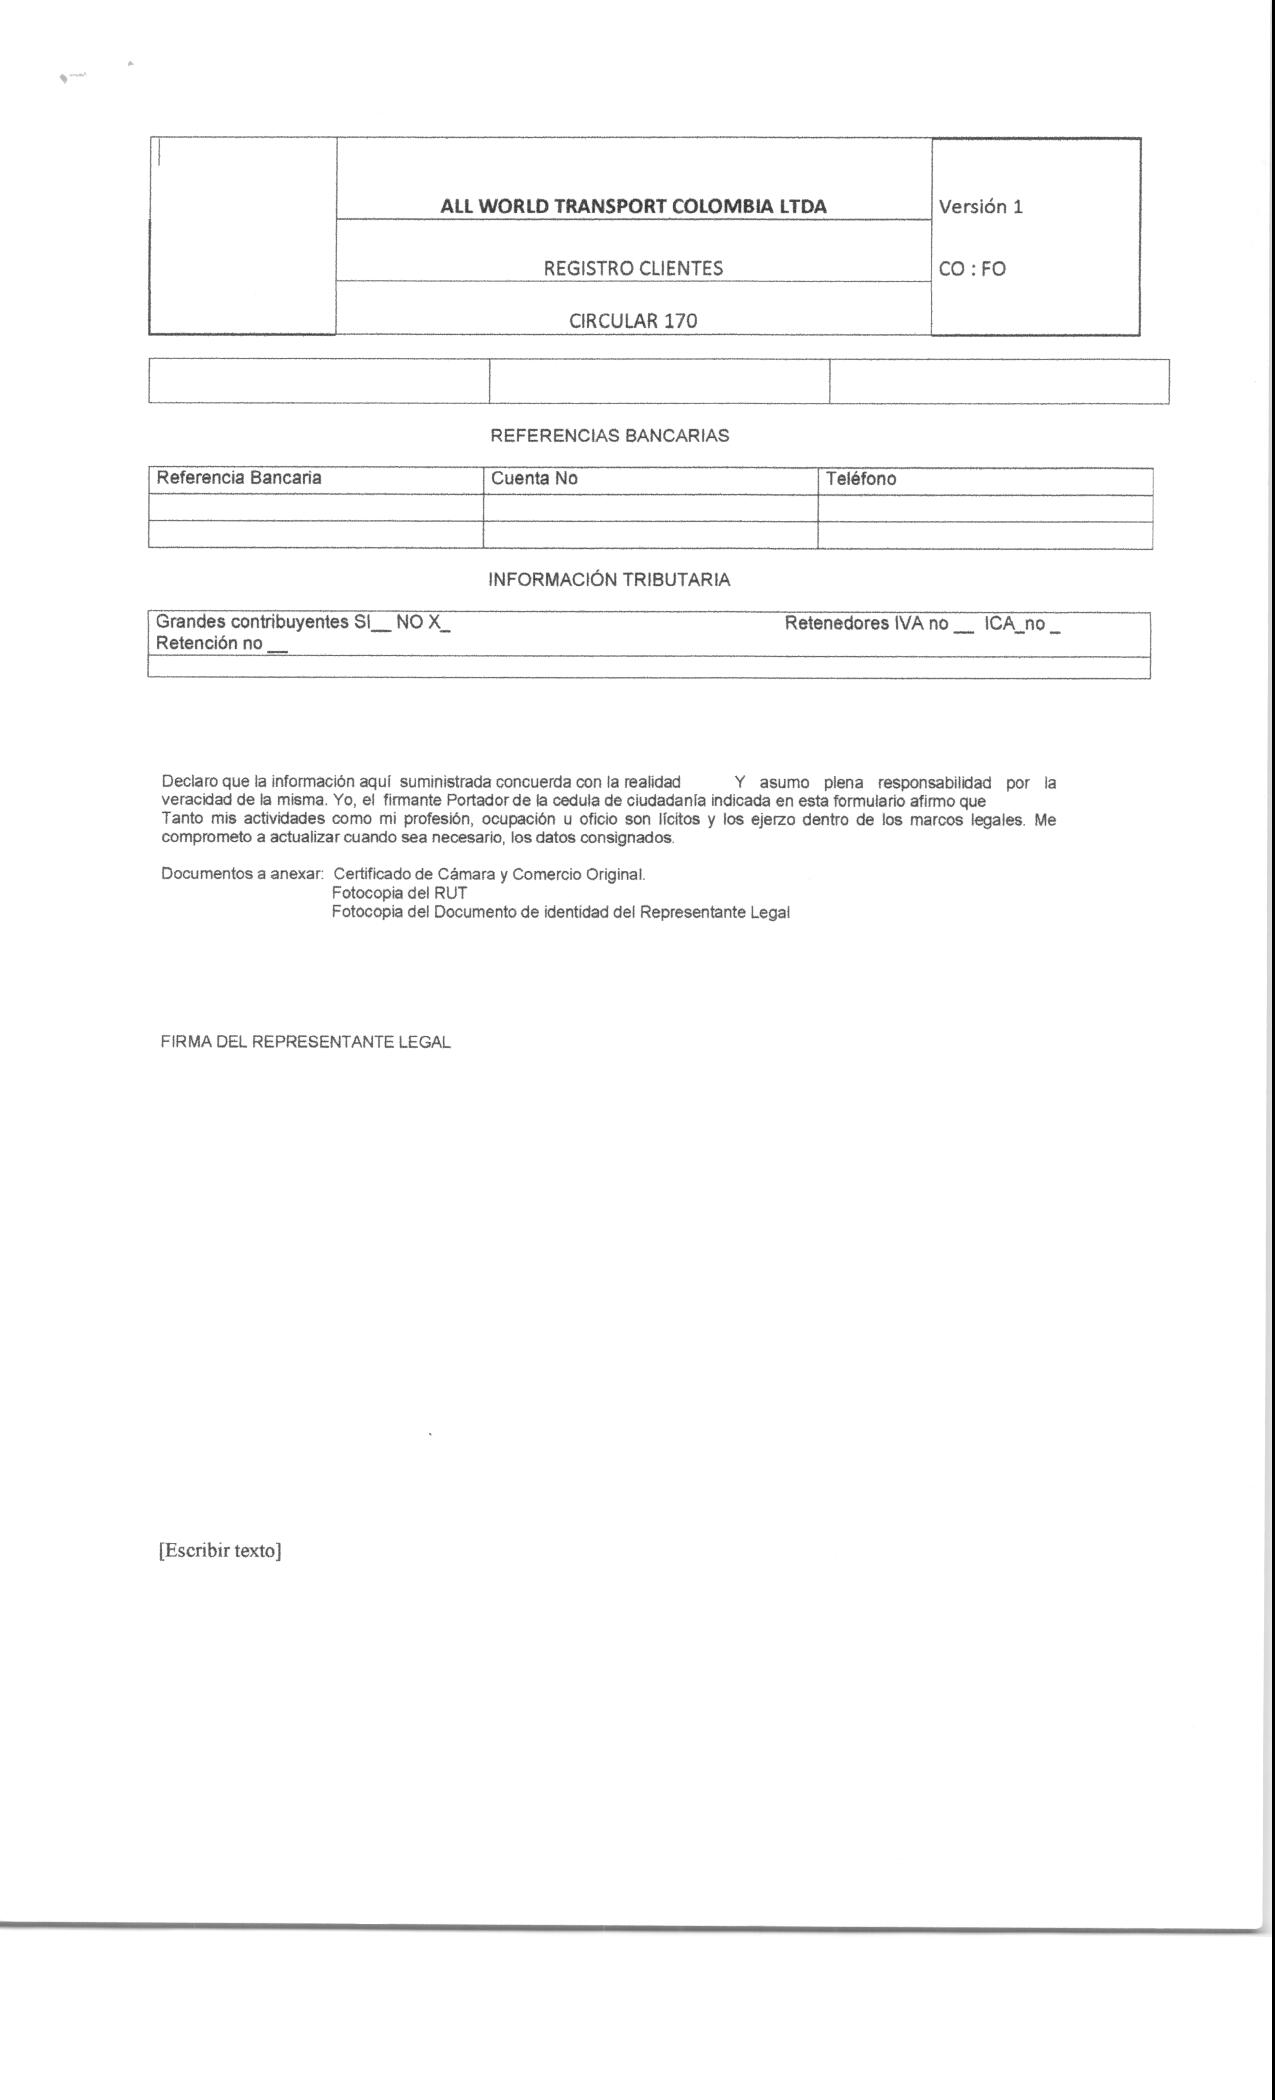 ALL WORLD TRANSPORT COLOMBIA LTDA
Versión 1
REGISTRO CLIENTES
CO : FO
CIRCULAR 170
REFERENCIAS BANCARIAS
Referencia Bancaria Cuenta No Teléfono
INFORMACIÓN TRIBUTARIA
Grandes contribuyentes SI__ NO X_ Retenedores IVA no __ ICA_no _
Retención no __
Declaro que la información aquí suministrada concuerda con la realidad Y asumo plena responsabilidad por la
veracidad de la misma. Yo, el firmante Portador de la cedula de ciudadanía indicada en esta formulario afirmo que
Tanto mis actividades como mi profesión, ocupación u oficio son lícitos y los ejerzo dentro de los marcos legales. Me
comprometo a actualizar cuando sea necesario, los datos consignados.
Documentos a anexar: Certificado de Cámara y Comercio Original.
Fotocopia del RUT
Fotocopia del Documento de identidad del Representante Legal
FIRMA DEL REPRESENTANTE LEGAL
[Escribir texto]